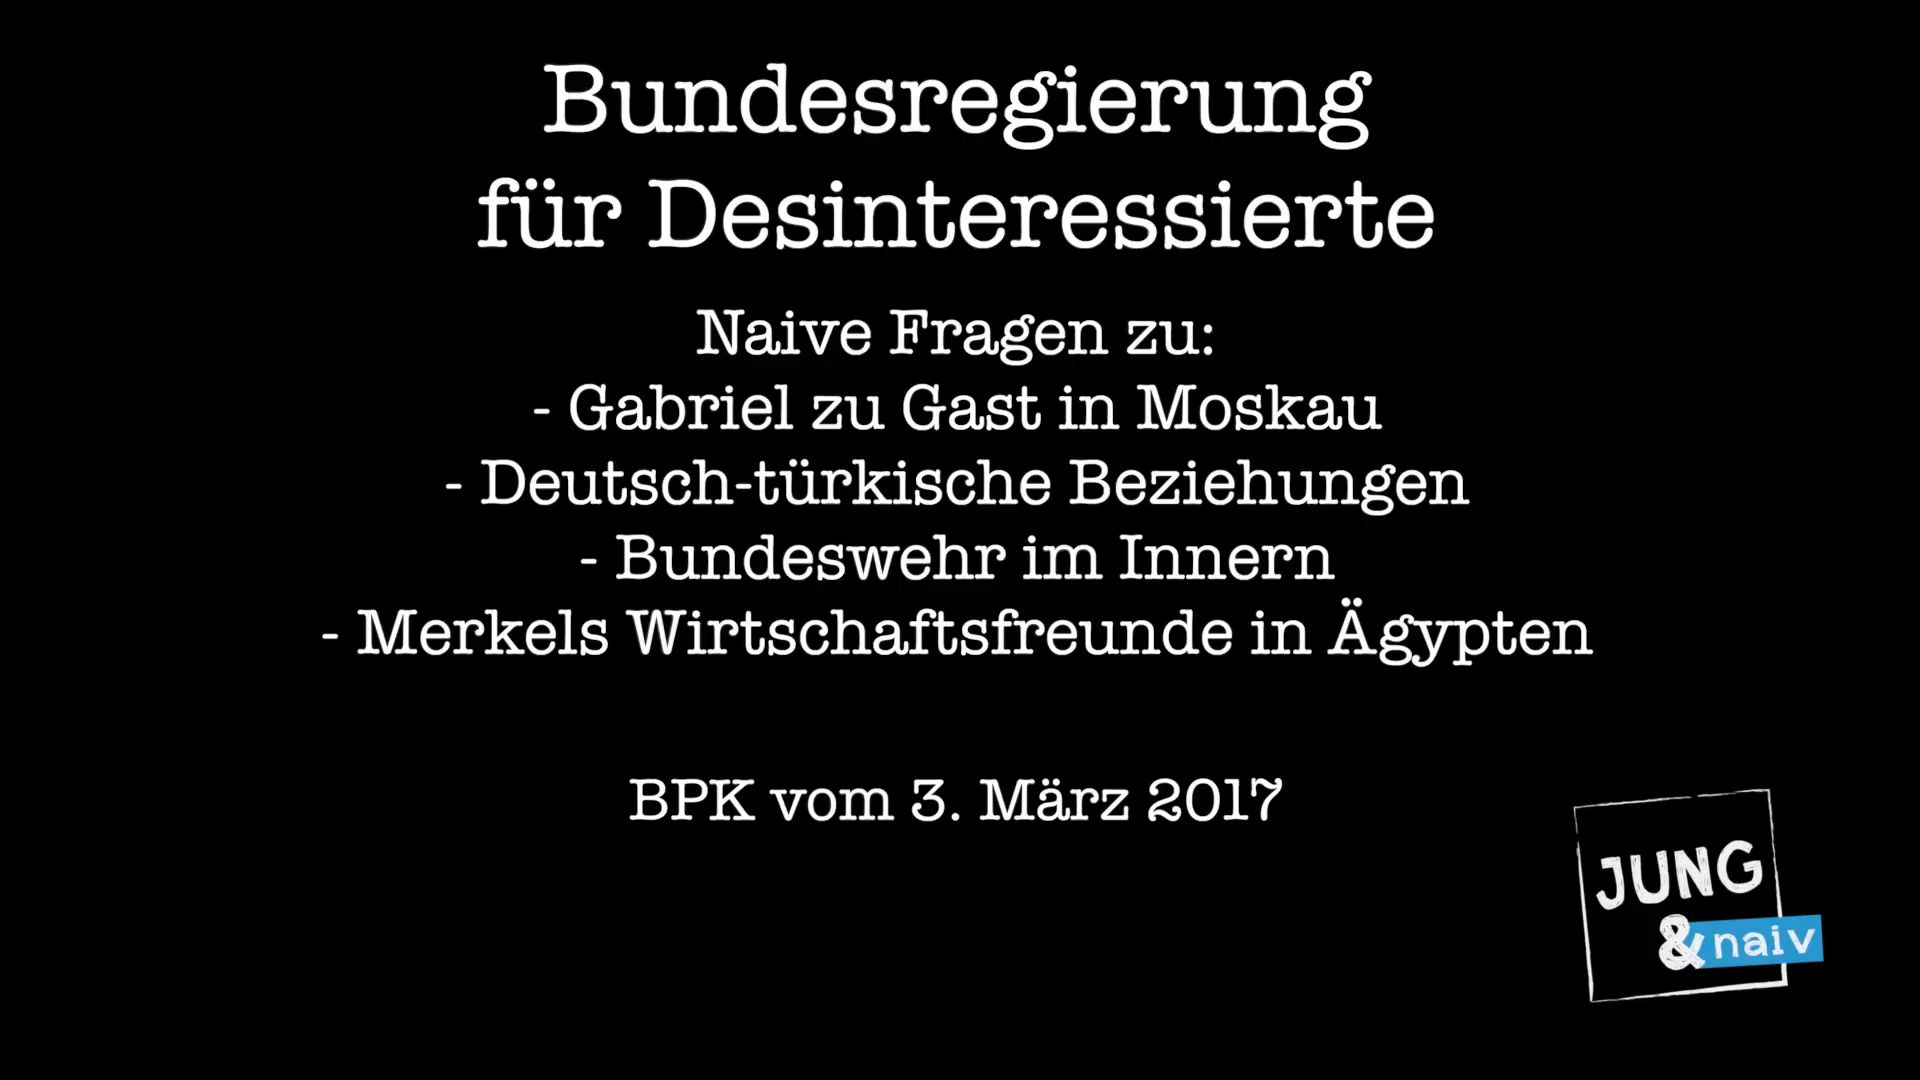 Bundesregierung
für Desinteressierte
Naive Fragen zu:
- Gabriel zu Gast in Moskau
- Deutsch-türkische Beziehungen
- Bundeswehr im Innern
- Merkels Wirtschaftsfreunde in Ägypten
BPK vom 3. März 2017
JUNG
& naiv